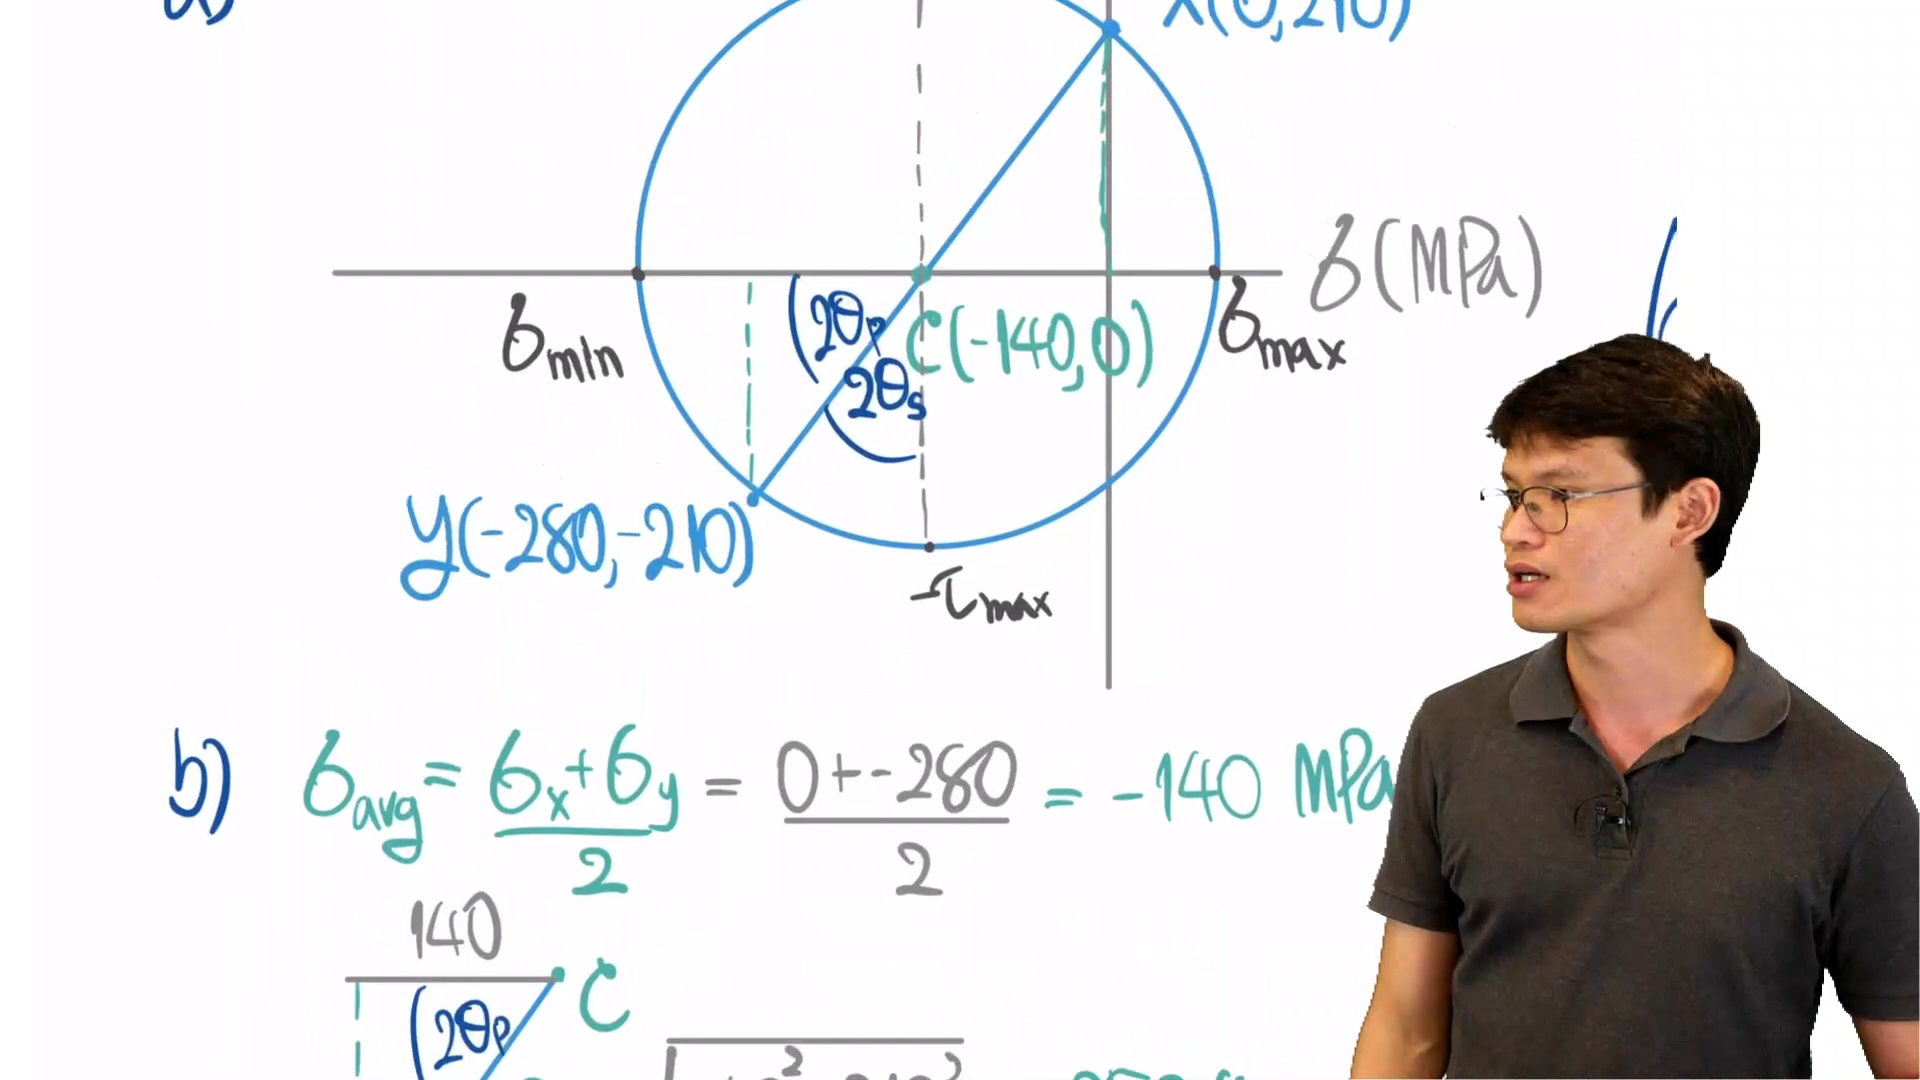 a)
X(0,210)
σ(MPa)
2θp
C(-140,0)
σmin
σmax
2θs
Y(-280,-210)
-τmax
b) σavg = σx+σy / 2 = 0+-280 / 2 = -140 MPa
140
C
2θp